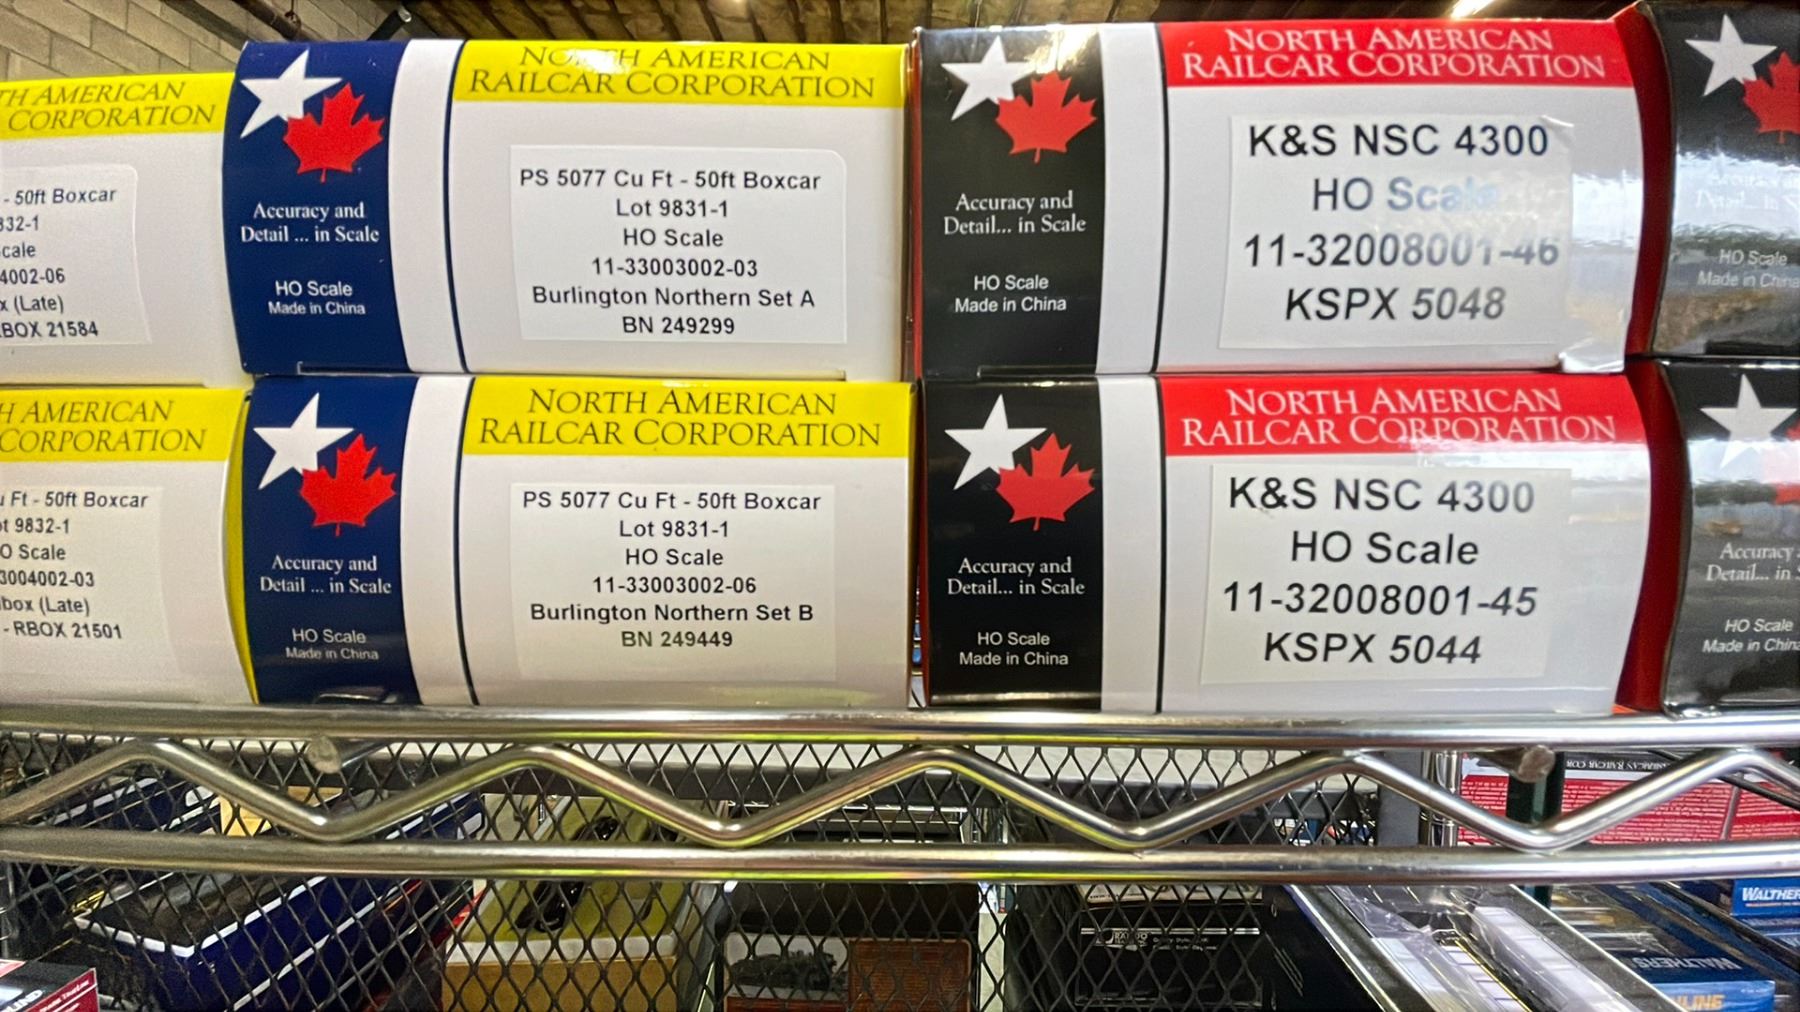 TH AMERICAN
CORPORATION
- 50ft Boxcar
332-1
cale
4002-06
x (Late)
BOX 21584
Accuracy and
Detail ... in Scale
HO Scale
Made in China
NORTH AMERICAN
RAILCAR CORPORATION
PS 5077 Cu Ft - 50ft Boxcar
Lot 9831-1
HO Scale
11-33003002-03
Burlington Northern Set A
BN 249299
Accuracy and
Detail... in Scale
HO Scale
Made in China
NORTH AMERICAN
RAILCAR CORPORATION
K&S NSC 4300
HO Scale
11-32008001-46
KSPX 5048
HO Scale
Made in China
H AMERICAN
CORPORATION
Ft - 50ft Boxcar
t 9832-1
O Scale
3004002-03
box (Late)
- RBOX 21501
Accuracy and
Detail ... in Scale
HO Scale
Made in China
NORTH AMERICAN
RAILCAR CORPORATION
PS 5077 Cu Ft - 50ft Boxcar
Lot 9831-1
HO Scale
11-33003002-06
Burlington Northern Set B
BN 249449
Accuracy and
Detail... in Scale
HO Scale
Made in China
NORTH AMERICAN
RAILCAR CORPORATION
K&S NSC 4300
HO Scale
11-32008001-45
KSPX 5044
Accuracy
Detail... in
HO Scale
Made in China
WALTHER
WALTHERS
LINE